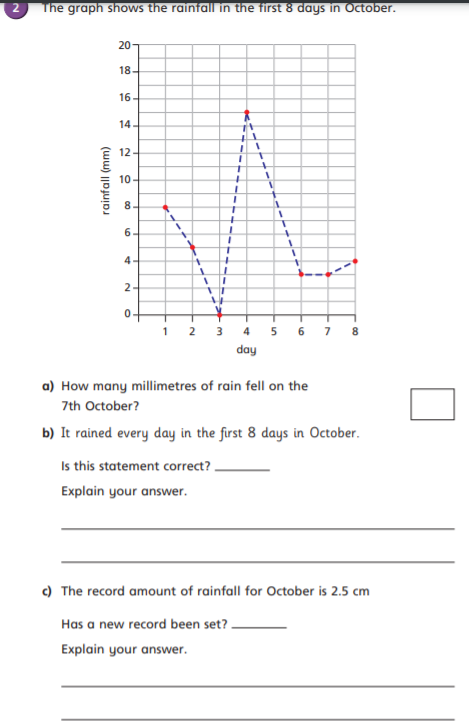 2 The graph shows the rainfall in the first 8 days in October.
20
18
16
14
12
10
8
6
4
2
0
rainfall (mm)
1 2 3 4 5 6 7 8
day
a) How many millimetres of rain fell on the
7th October?
b) It rained every day in the first 8 days in October.
Is this statement correct?
Explain your answer.
c) The record amount of rainfall for October is 2.5 cm
Has a new record been set?
Explain your answer.